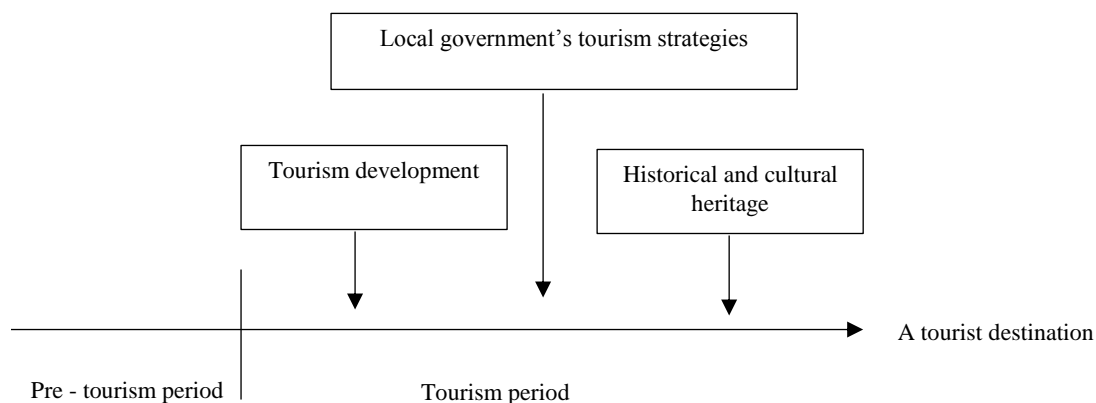 Local government’s tourism strategies
Tourism development
Historical and cultural
heritage
A tourist destination
Pre - tourism period
Tourism period